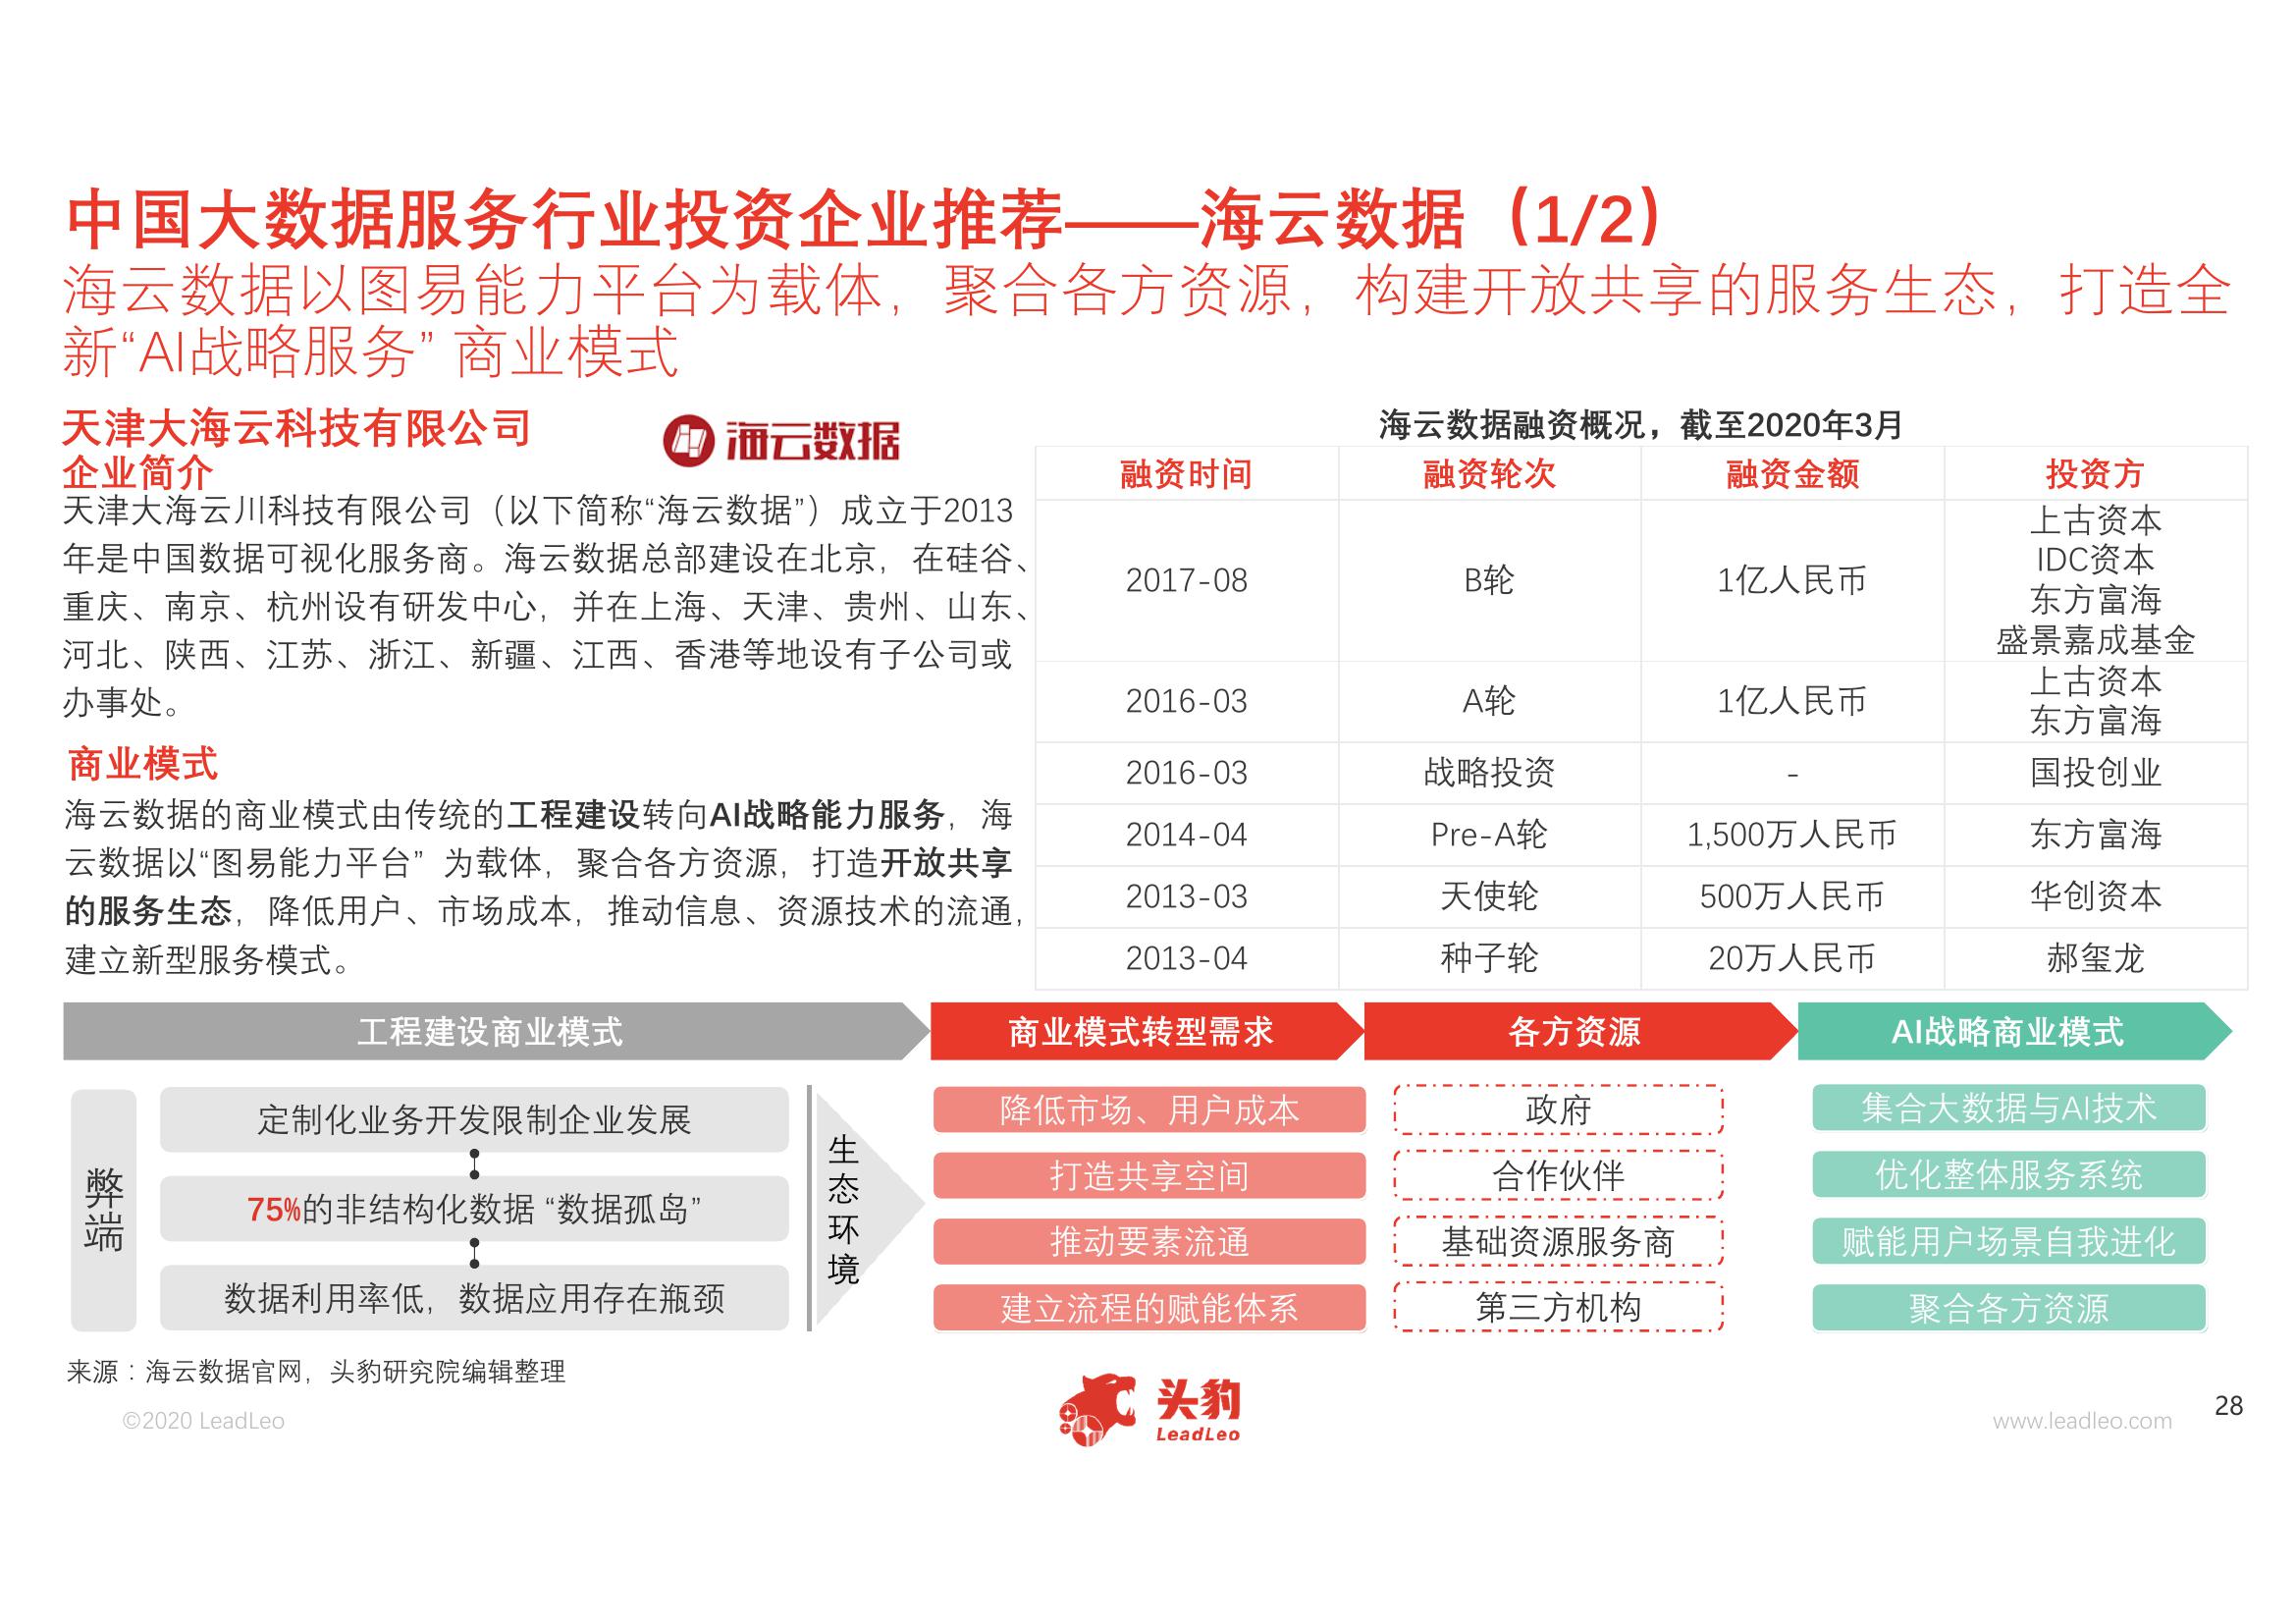 中国大数据服务行业投资企业推荐——海云数据（1/2）
海云数据以图易能力平台为载体，聚合各方资源，构建开放共享的服务生态，打造全
新“AI战略服务” 商业模式
天津大海云科技有限公司
企业简介
海云数据
天津大海云川科技有限公司（以下简称“海云数据”）成立于2013
年是中国数据可视化服务商。海云数据总部建设在北京，在硅谷、
重庆、南京、杭州设有研发中心，并在上海、天津、贵州、山东、
河北、陕西、江苏、浙江、新疆、江西、香港等地设有子公司或
办事处。
商业模式
海云数据的商业模式由传统的工程建设转向AI战略能力服务，海
云数据以“图易能力平台” 为载体，聚合各方资源，打造开放共享
的服务生态，降低用户、市场成本，推动信息、资源技术的流通，
建立新型服务模式。
海云数据融资概况，截至2020年3月
融资时间 融资轮次 融资金额 投资方
2017-08 B轮 1亿人民币 上古资本
IDC资本
东方富海
盛景嘉成基金
2016-03 A轮 1亿人民币 上古资本
东方富海
2016-03 战略投资 - 国投创业
2014-04 Pre-A轮 1,500万人民币 东方富海
2013-03 天使轮 500万人民币 华创资本
2013-04 种子轮 20万人民币 郝玺龙
工程建设商业模式
弊端
定制化业务开发限制企业发展
75%的非结构化数据 “数据孤岛”
数据利用率低，数据应用存在瓶颈
生态环境
商业模式转型需求
降低市场、用户成本
打造共享空间
推动要素流通
建立流程的赋能体系
各方资源
政府
合作伙伴
基础资源服务商
第三方机构
AI战略商业模式
集合大数据与AI技术
优化整体服务系统
赋能用户场景自我进化
聚合各方资源
来源：海云数据官网，头豹研究院编辑整理
©2020 LeadLeo
头豹
LeadLeo
www.leadleo.com
28